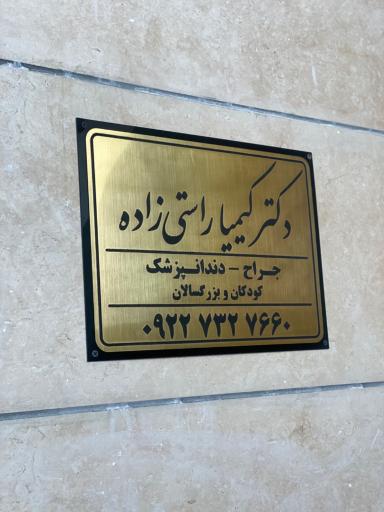 دکتر کیمیا راستی زاده
جراح - دندانپزشک
کودکان و بزرگسالان
۰۹۲۲ ۷۳۲ ۷۶۶۰